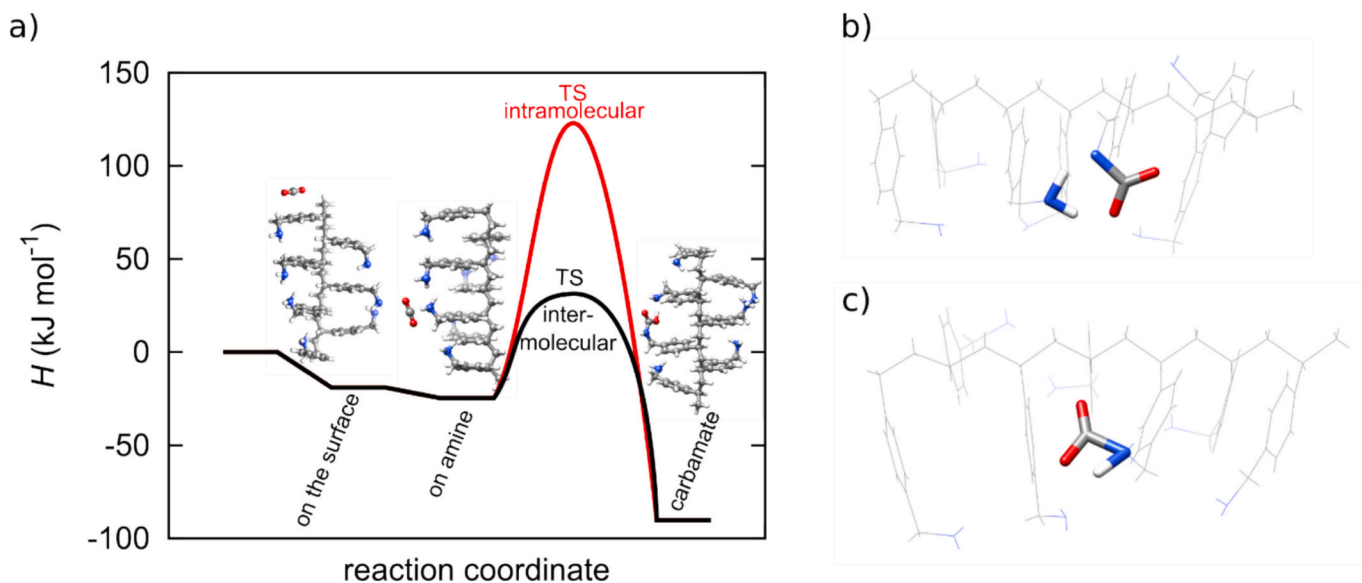 a)
150
100
50
0
-50
-100
H (kJ mol⁻¹)
TS
intramolecular
TS
inter-
molecular
on the surface
on amine
carbamate
reaction coordinate
b)
c)